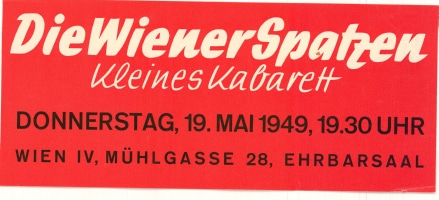 Die Wiener Spatzen
Kleines Kabarett
DONNERSTAG, 19. MAI 1949, 19.30 UHR
WIEN IV, MÜHLGASSE 28, EHRBARSAAL